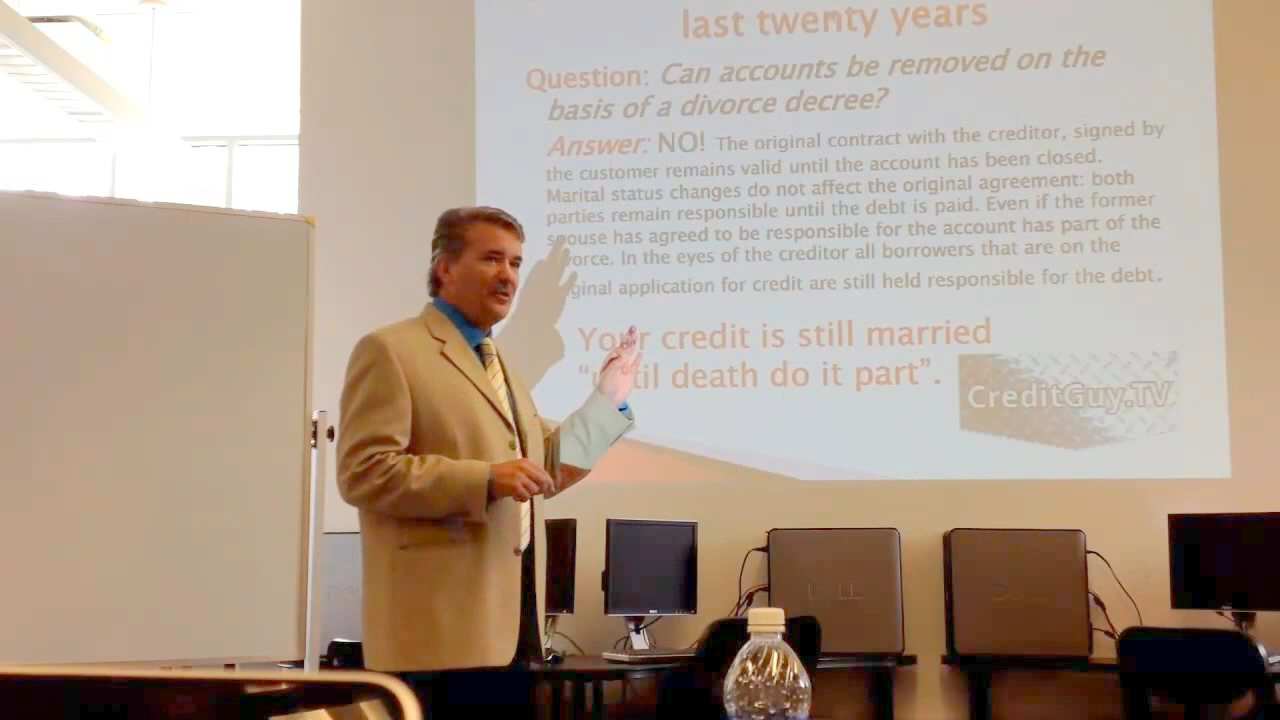 last twenty years
Question: Can accounts be removed on the
basis of a divorce decree?
Answer: NO! The original contract with the creditor, signed by
the customer remains valid until the account has been closed.
Marital status changes do not affect the original agreement: both
parties remain responsible until the debt is paid. Even if the former
spouse has agreed to be responsible for the account has part of the
vorce. In the eyes of the creditor all borrowers that are on the
ginal application for credit are still held responsible for the debt.
Your credit is still married
"until death do it part".
CreditGuy.TV
DELL